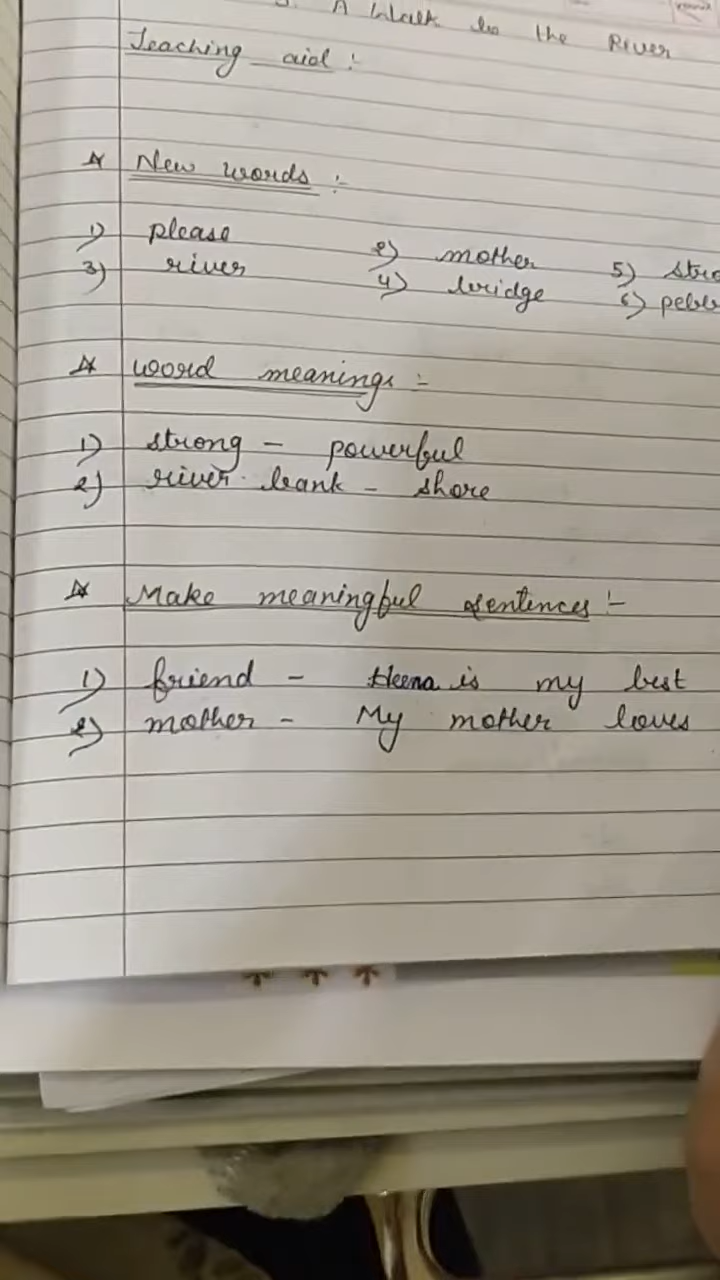 A Walk to the River
Teaching aid :
New words :-
1) please 2) mother 5)
3) river 4) bridge 6)
Word meanings :-
1) strong - powerful
2) river bank - shore
Make meaningful sentences :-
1) friend - Heena is my best
2) mother - My mother loves